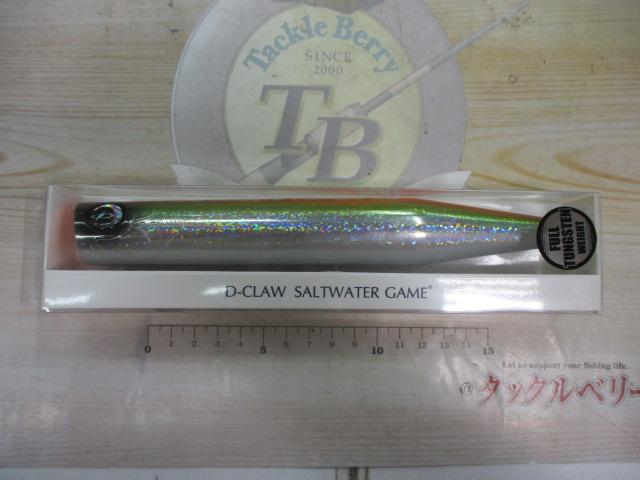 Tackle Berry
SINCE
2000
TB
FULL
TUNGSTEN
WEIGHT
D-CLAW SALTWATER GAME®
0 1 2 3 4 5 6 7 8 9 10 11 12 13 14 15
Let us support your fishing life.
@タックルベリー